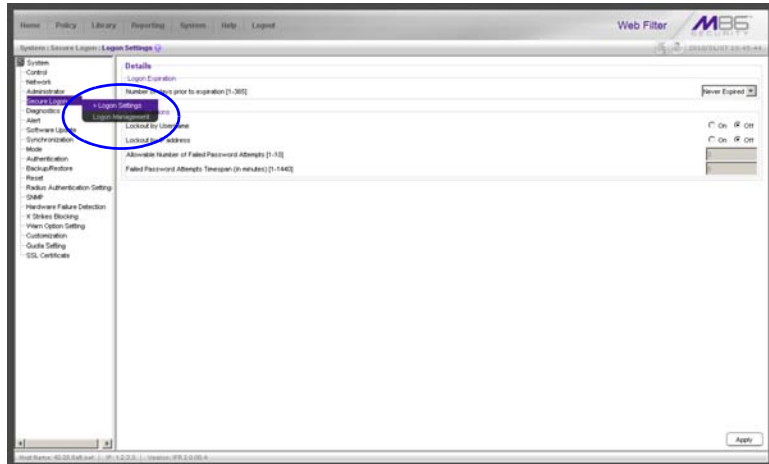 Home Policy Library Reporting System Help Logout
Web Filter
M86
SECURITY
System : Secure Logon : Logon Settings
System
Control
Network
Administrator
Secure Logon
» Logon Settings
Logon Management
Diagnostics
Alert
Software Update
Synchronization
Mode
Authentication
Backup/Restore
Reset
Radius Authentication Setting
SNMP
Hardware Failure Detection
X Strikes Blocking
Warn Option Setting
Customization
Quota Setting
SSL Certificate
Details
Logon Expiration
Number of days prior to expiration [1-365]
Never Expired
Lockout by Username
On Off
Lockout by IP address
On Off
Allowable Number of Failed Password Attempts [1-10]
Failed Password Attempts Timespan (in minutes) [1-1440]
Apply
Host Name: